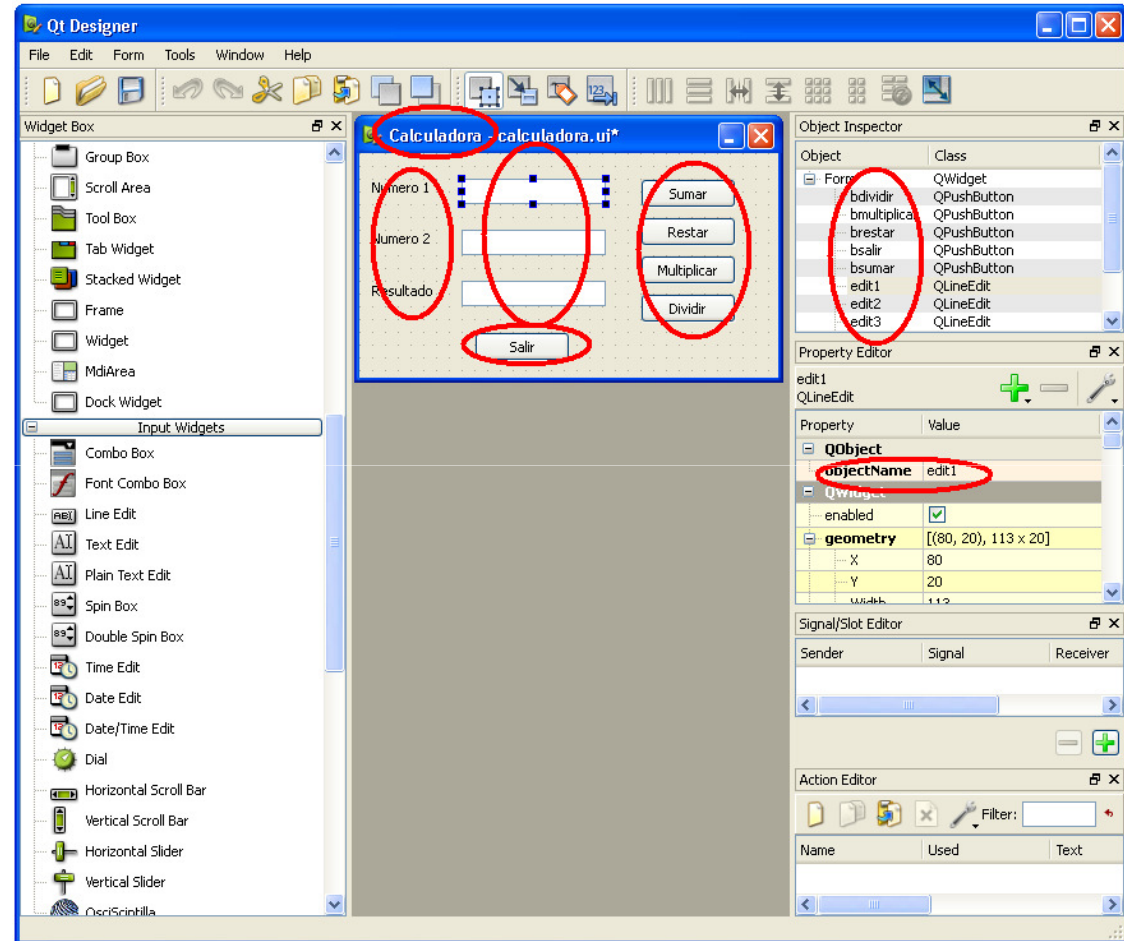 Qt Designer
File Edit Form Tools Window Help
123
Widget Box
Group Box
Scroll Area
Tool Box
Tab Widget
Stacked Widget
Frame
Widget
MdiArea
Dock Widget
Input Widgets
Combo Box
Font Combo Box
Line Edit
Text Edit
Plain Text Edit
Spin Box
Double Spin Box
Time Edit
Date Edit
Date/Time Edit
Dial
Horizontal Scroll Bar
Vertical Scroll Bar
Horizontal Slider
Vertical Slider
QsciScintilla
Calculadora - calculadora.ui*
Numero 1
Sumar
Numero 2
Restar
Multiplicar
Resultado
Dividir
Salir
Object Inspector
Object Class
Form QWidget
bdividir QPushButton
bmultiplica QPushButton
brestar QPushButton
bsalir QPushButton
bsumar QPushButton
edit1 QLineEdit
edit2 QLineEdit
edit3 QLineEdit
Property Editor
edit1
QLineEdit
Property Value
QObject
objectName edit1
QWidget
enabled
geometry [(80, 20), 113 x 20]
X 80
Y 20
Width 113
Signal/Slot Editor
Sender Signal Receiver
Action Editor
Filter:
Name Used Text